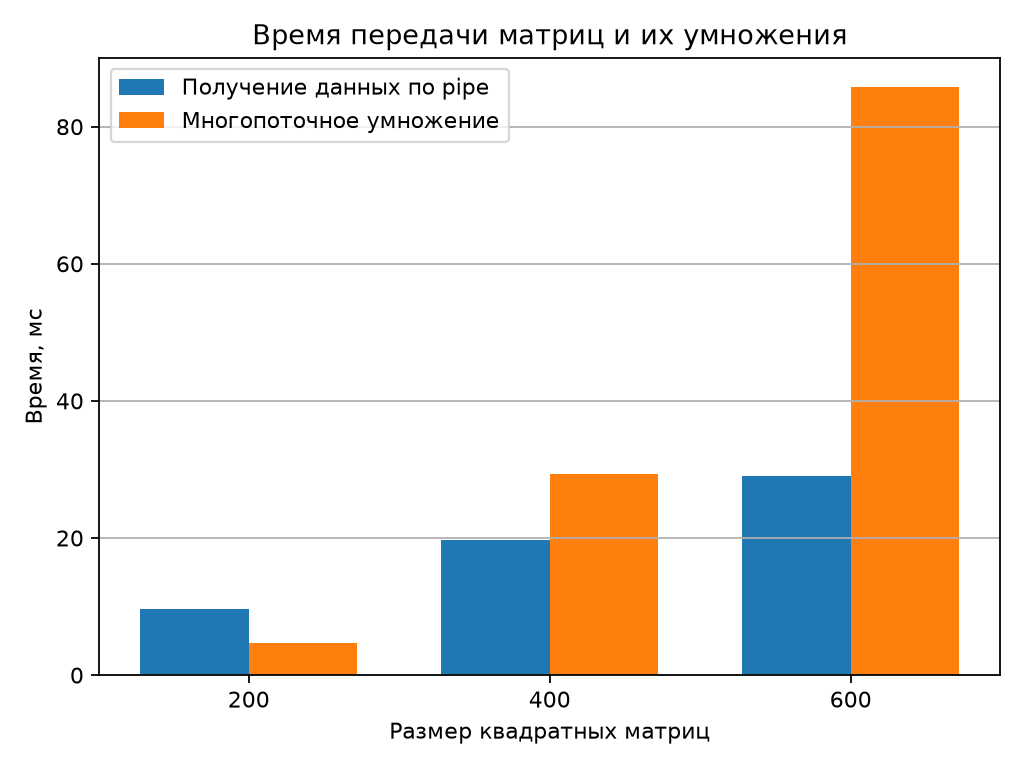 Время передачи матриц и их умножения
Получение данных по pipe
Многопоточное умножение
80
60
40
20
0
Время, мс
200 400 600
Размер квадратных матриц